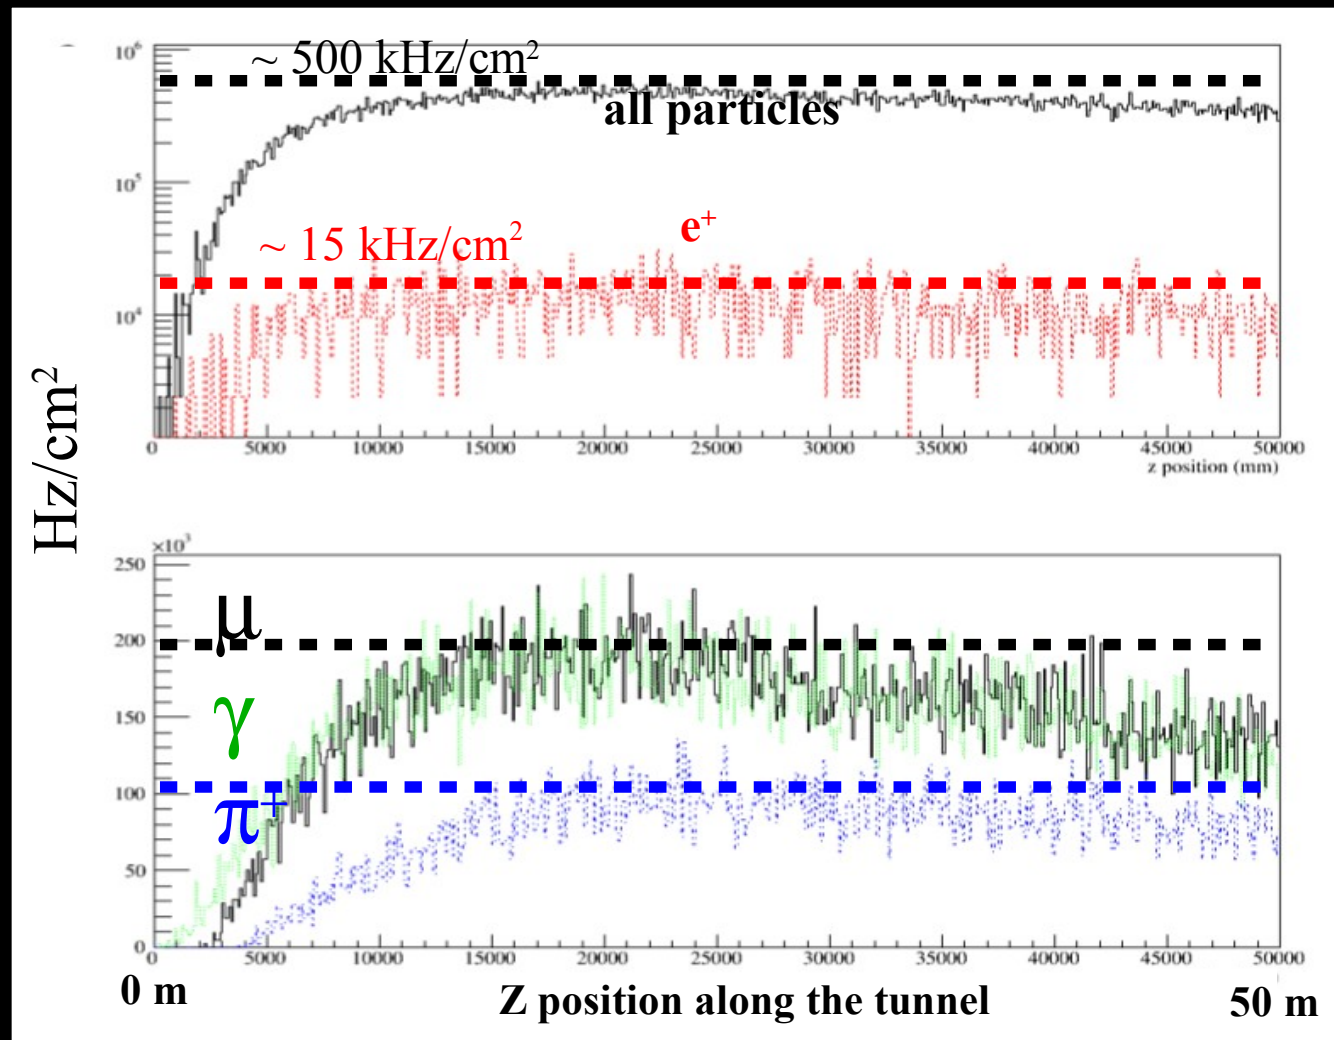 10⁶
~ 500 kHz/cm²
all particles
10⁵
~ 15 kHz/cm²
e⁺
10⁴
0 5000 10000 15000 20000 25000 30000 35000 40000 45000 50000
z position (mm)
Hz/cm²
×10³
250
μ
200
γ
150
100
π⁺
50
0
0 5000 10000 15000 20000 25000 30000 35000 40000 45000 50000
0 m
Z position along the tunnel
50 m